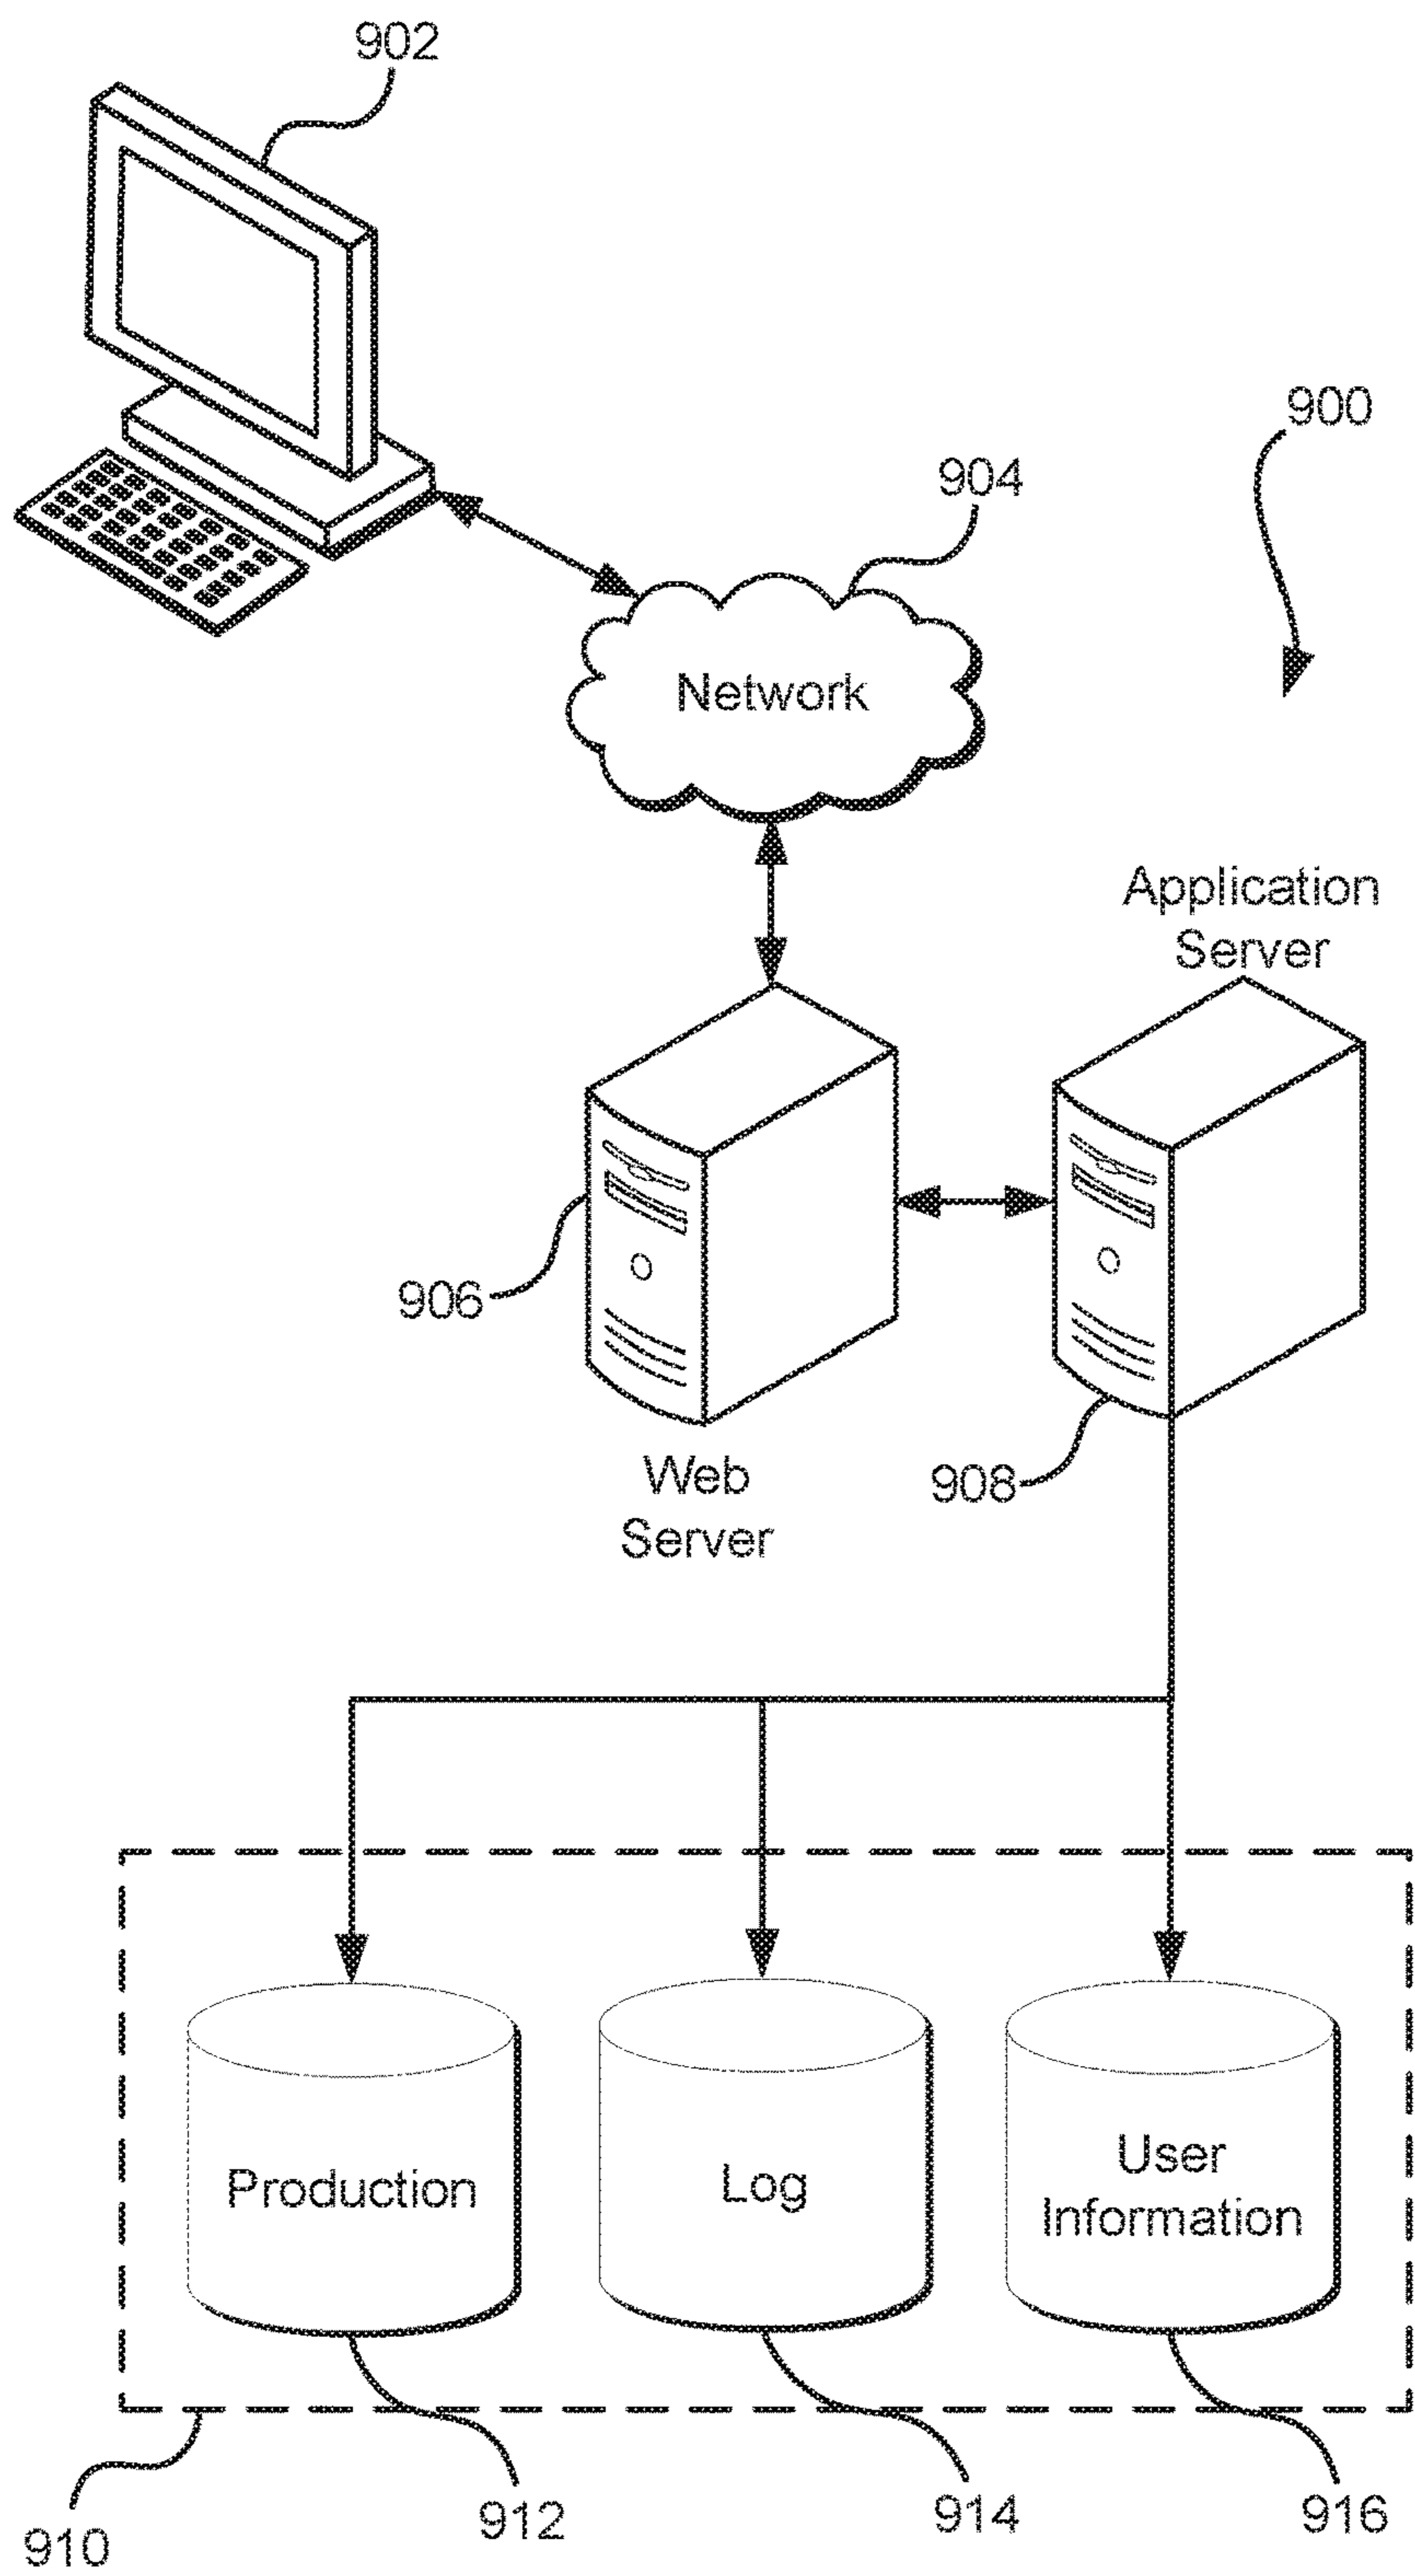 902
900
904
Network
Application
Server
906
908
Web
Server
Production
Log
User
Information
910
912
914
916